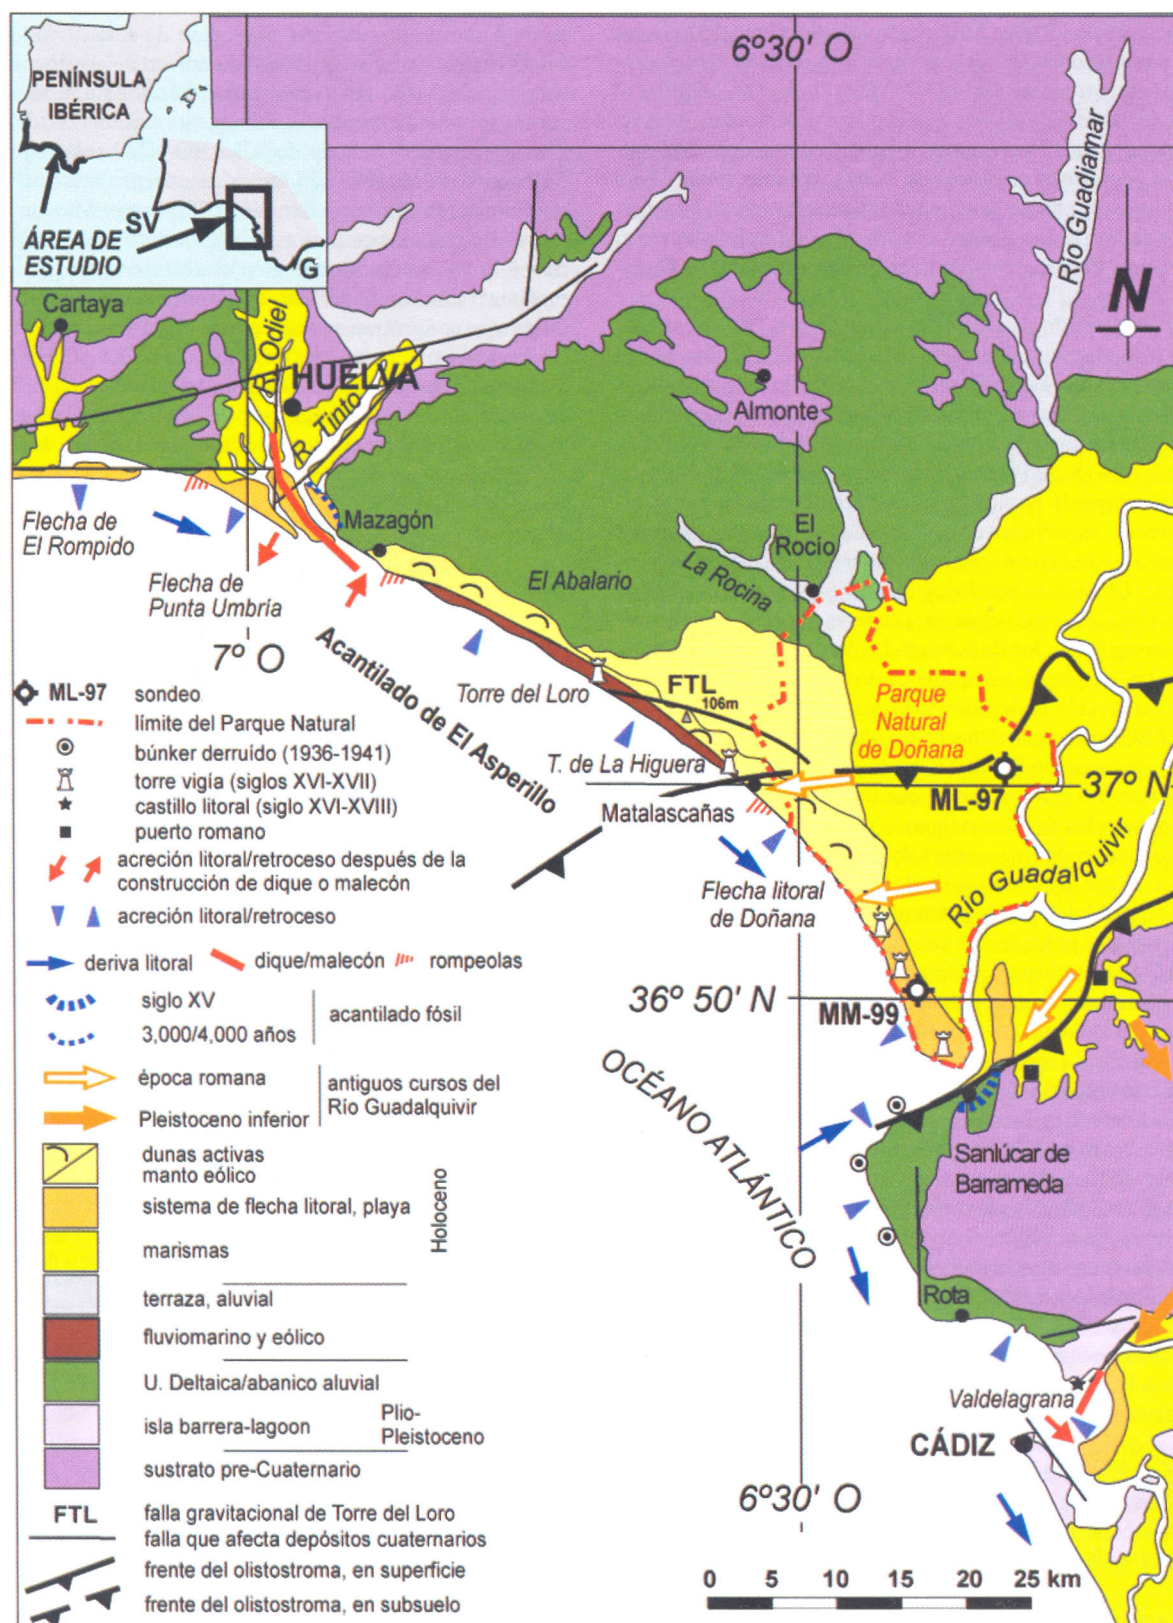 PENÍNSULA
IBÉRICA
SV
ÁREA DE
ESTUDIO
G
6º30' O
Río Guadiamar
N
Cartaya
R. Odiel
HUELVA
R. Tinto
Almonte
Flecha de
El Rompido
Mazagón
El
Rocío
La Rocina
El Abalario
Flecha de
Punta Umbría
7º O
Acantilado de El Asperillo
Torre del Loro
FTL
106m
Parque
Natural
de Doñana
T. de La Higuera
Matalascañas
ML-97
37º N
Flecha litoral
de Doñana
Río Guadalquivir
36º 50' N
MM-99
OCÉANO ATLÁNTICO
Sanlúcar de
Barrameda
Rota
Valdelagrana
CÁDIZ
6º30' O
0 5 10 15 20 25 km
ML-97 sondeo
límite del Parque Natural
búnker derruído (1936-1941)
torre vigía (siglos XVI-XVII)
castillo litoral (siglo XVI-XVIII)
puerto romano
acreción litoral/retroceso después de la
construcción de dique o malecón
acreción litoral/retroceso
deriva litoral dique/malecón rompeolas
siglo XV
3,000/4,000 años
acantilado fósil
época romana
Pleistoceno inferior
antiguos cursos del
Río Guadalquivir
dunas activas
manto eólico
sistema de flecha litoral, playa
marismas
Holoceno
terraza, aluvial
fluviomarino y eólico
U. Deltaica/abanico aluvial
isla barrera-lagoon
Plio-
Pleistoceno
sustrato pre-Cuaternario
FTL falla gravitacional de Torre del Loro
falla que afecta depósitos cuaternarios
frente del olistostroma, en superficie
frente del olistostroma, en subsuelo